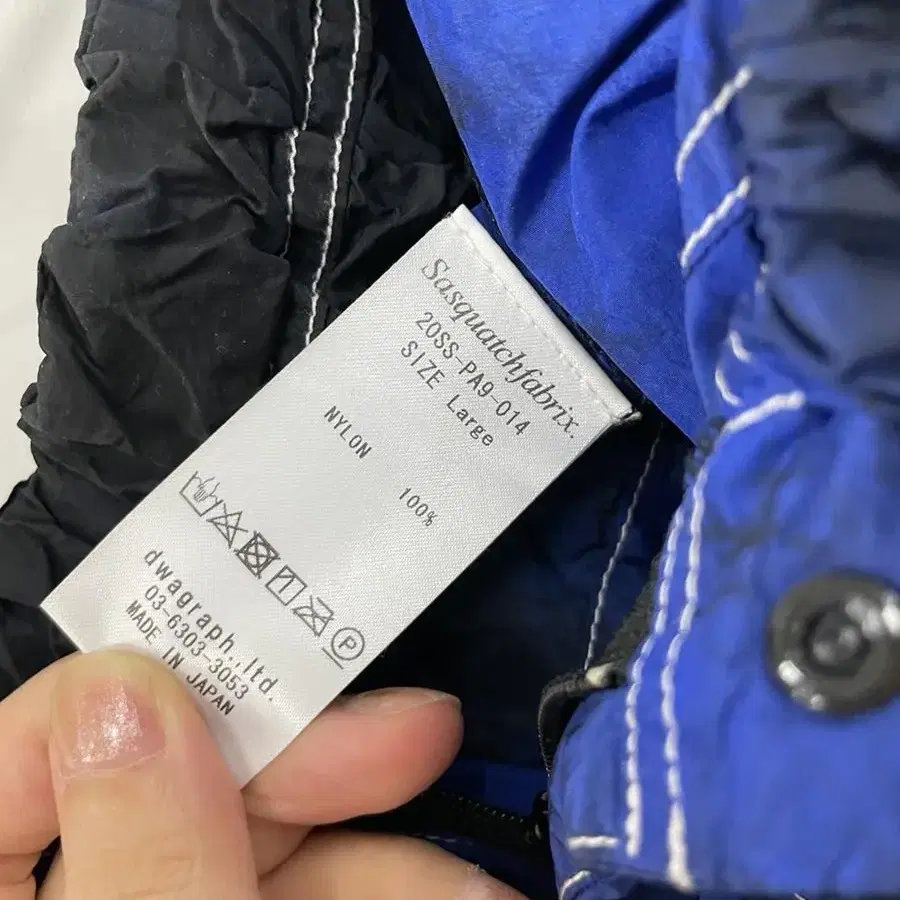 Sasquatchfabrix.
20SS-PA9-014
SIZE Large
NYLON 100%
dwagraph.,ltd.
03-6303-3053
MADE IN JAPAN